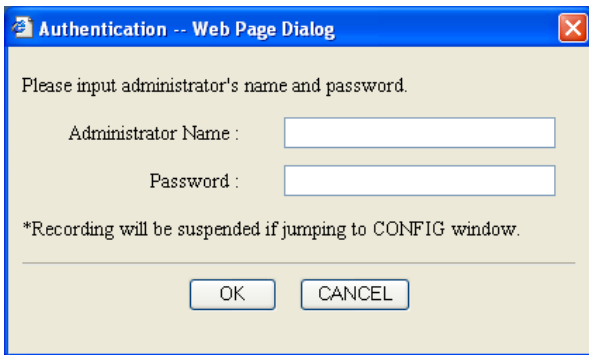 Authentication -- Web Page Dialog
Please input administrator's name and password.
Administrator Name :
Password :
*Recording will be suspended if jumping to CONFIG window.
OK CANCEL